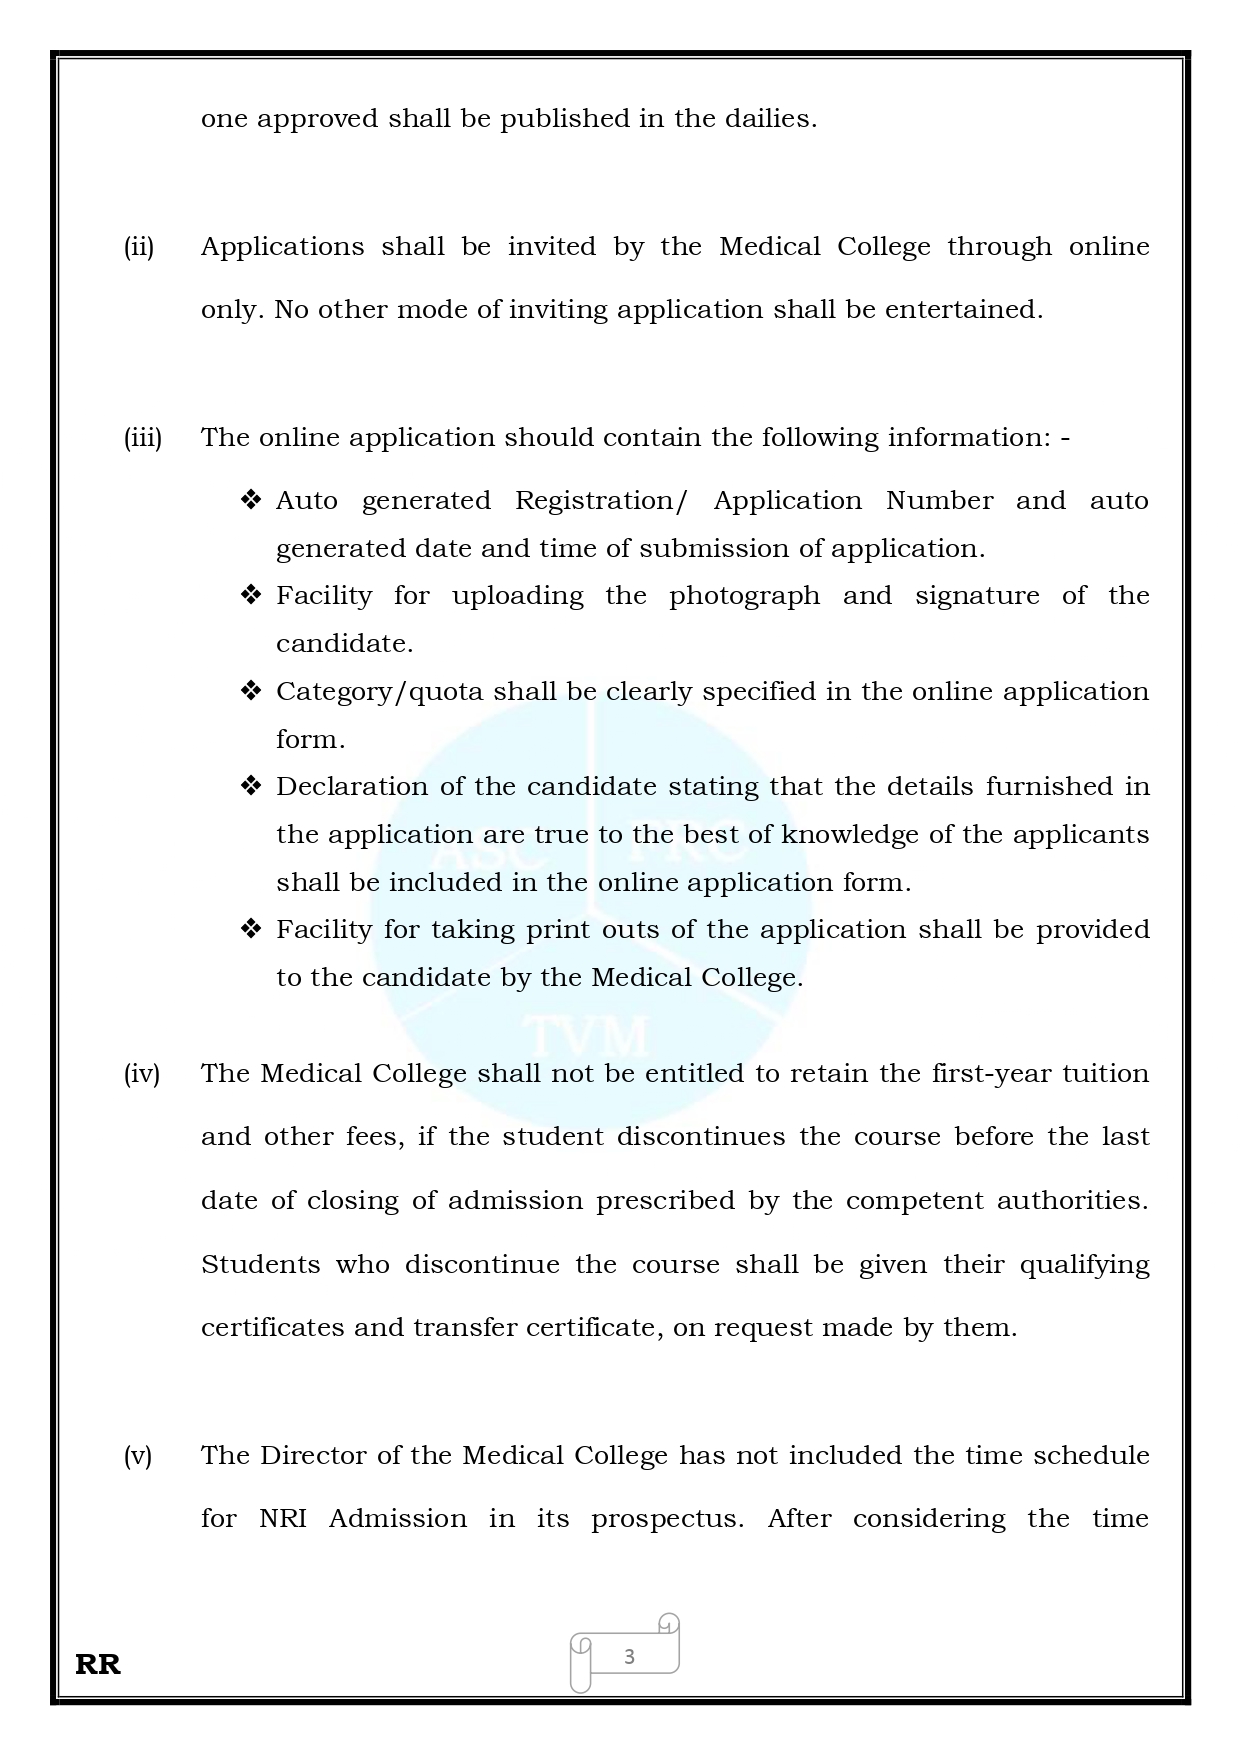 one approved shall be published in the dailies.
(ii) Applications shall be invited by the Medical College through online
only. No other mode of inviting application shall be entertained.
(iii) The online application should contain the following information: -
❖ Auto generated Registration/ Application Number and auto
generated date and time of submission of application.
❖ Facility for uploading the photograph and signature of the
candidate.
❖ Category/quota shall be clearly specified in the online application
form.
❖ Declaration of the candidate stating that the details furnished in
the application are true to the best of knowledge of the applicants
shall be included in the online application form.
❖ Facility for taking print outs of the application shall be provided
to the candidate by the Medical College.
ASC FRC
TVM
(iv) The Medical College shall not be entitled to retain the first-year tuition
and other fees, if the student discontinues the course before the last
date of closing of admission prescribed by the competent authorities.
Students who discontinue the course shall be given their qualifying
certificates and transfer certificate, on request made by them.
(v) The Director of the Medical College has not included the time schedule
for NRI Admission in its prospectus. After considering the time
RR
3